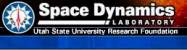 Space Dynamics
LABORATORY
Utah State University Research Foundation